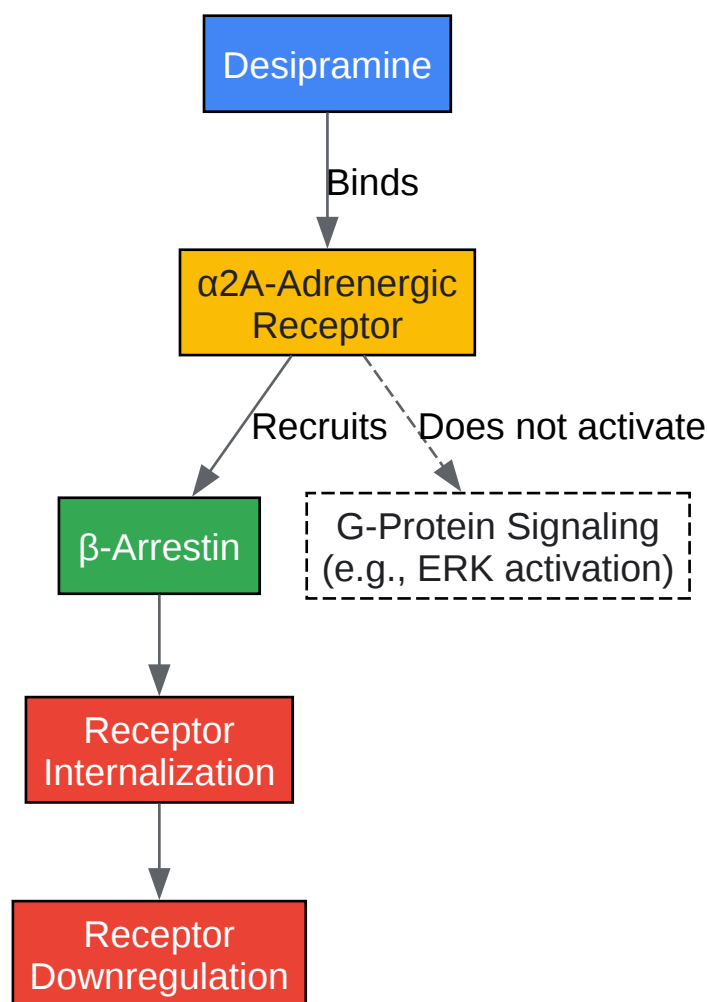 Desipramine
Binds
α2A-Adrenergic
Receptor
Recruits
Does not activate
β-Arrestin
G-Protein Signaling
(e.g., ERK activation)
Receptor
Internalization
Receptor
Downregulation